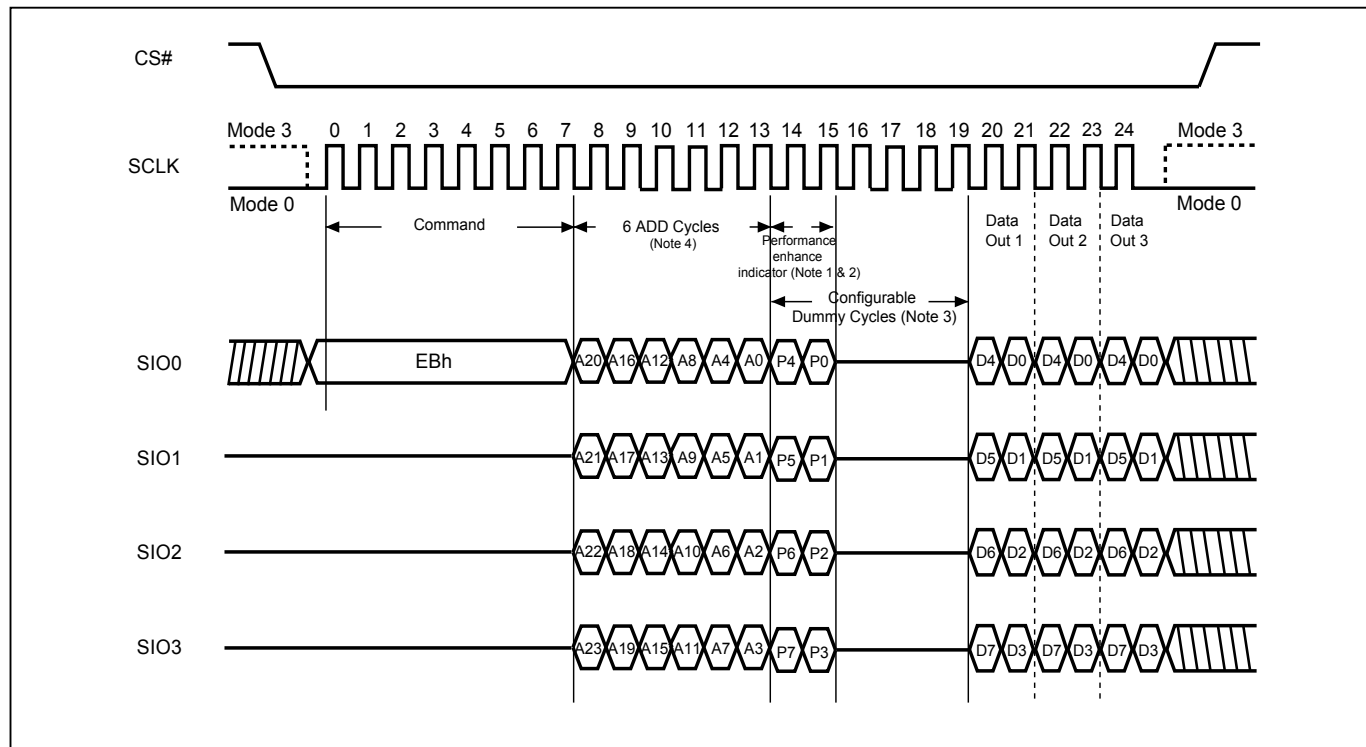 CS#
Mode 3 0 1 2 3 4 5 6 7 8 9 10 11 12 13 14 15 16 17 18 19 20 21 22 23 24 Mode 3
SCLK
Mode 0 Mode 0
Command 6 ADD Cycles Data Data Data
(Note 4) Performance Out 1 Out 2 Out 3
enhance
indicator (Note 1 & 2)
Configurable
Dummy Cycles (Note 3)
SIO0 EBh A20 A16 A12 A8 A4 A0 P4 P0 D4 D0 D4 D0 D4 D0
SIO1 A21 A17 A13 A9 A5 A1 P5 P1 D5 D1 D5 D1 D5 D1
SIO2 A22 A18 A14 A10 A6 A2 P6 P2 D6 D2 D6 D2 D6 D2
SIO3 A23 A19 A15 A11 A7 A3 P7 P3 D7 D3 D7 D3 D7 D3